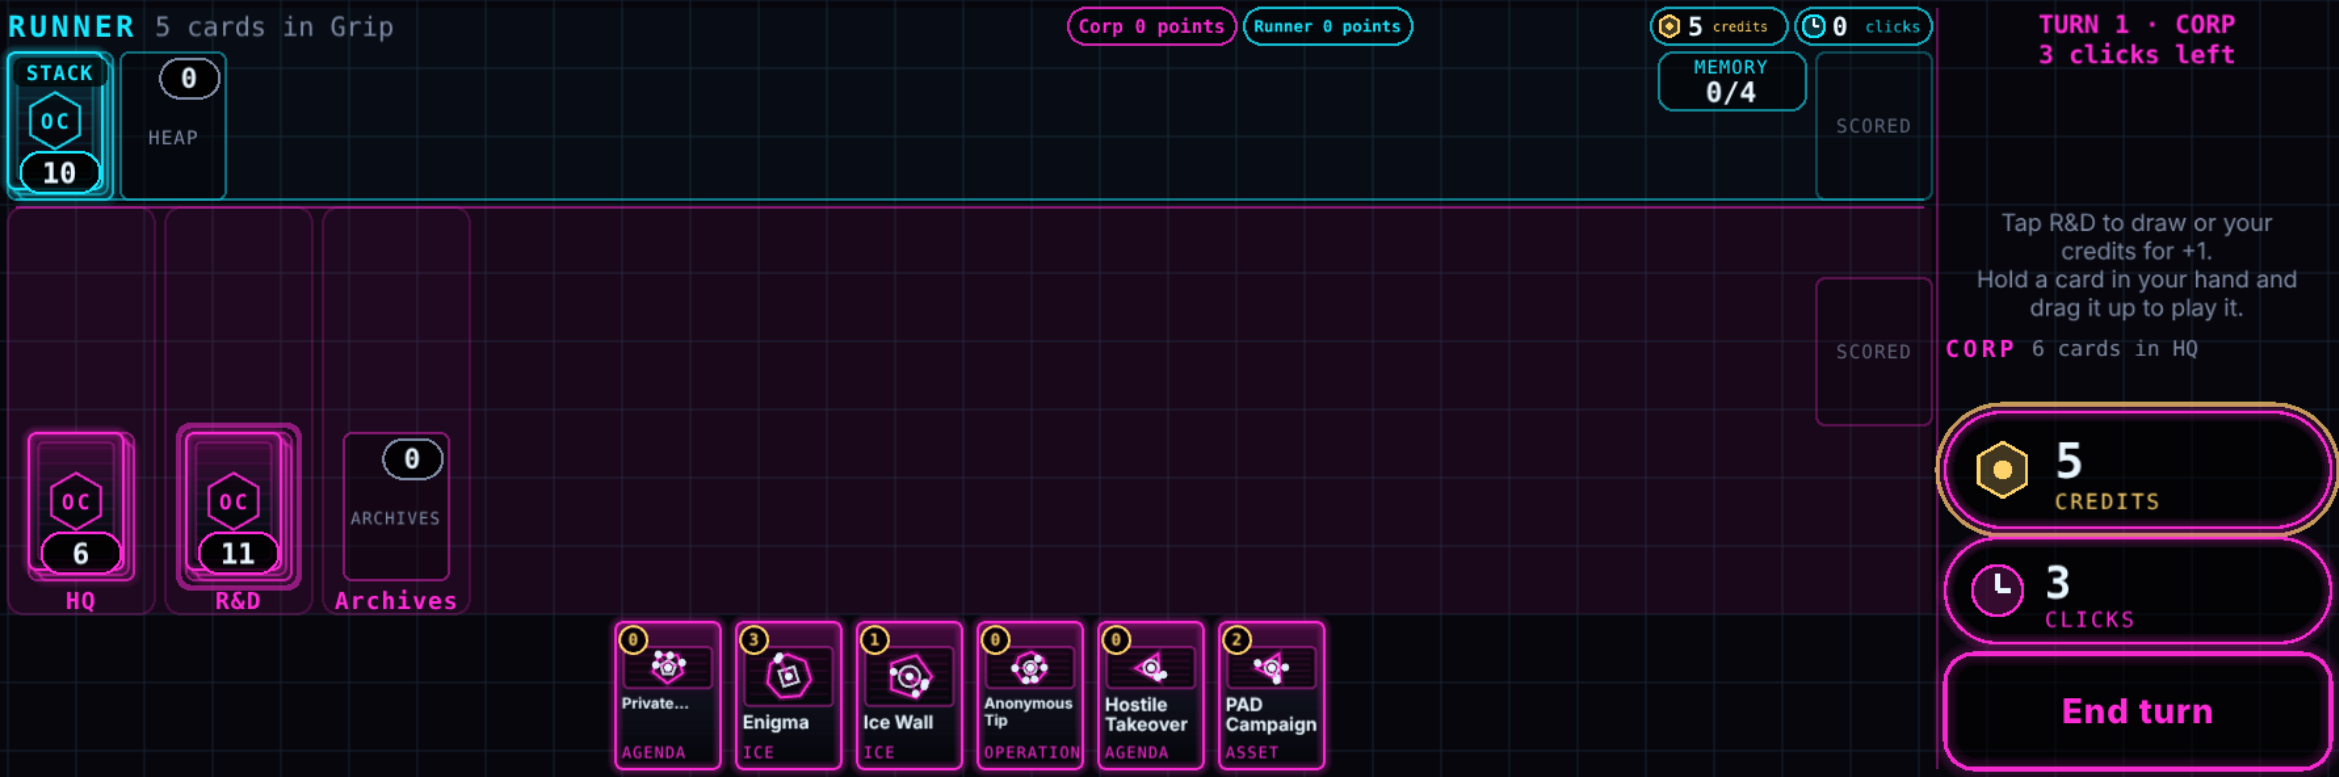 RUNNER 5 cards in Grip
Corp 0 points
Runner 0 points
5 credits
0 clicks
TURN 1 · CORP
3 clicks left
STACK
OC
10
0
HEAP
MEMORY
0/4
SCORED
Tap R&D to draw or your
credits for +1.
Hold a card in your hand and
drag it up to play it.
SCORED
CORP 6 cards in HQ
OC
6
HQ
OC
11
R&D
0
ARCHIVES
Archives
5
CREDITS
3
CLICKS
End turn
0
Private...
AGENDA
3
Enigma
ICE
1
Ice Wall
ICE
0
Anonymous
Tip
OPERATION
0
Hostile
Takeover
AGENDA
2
PAD
Campaign
ASSET